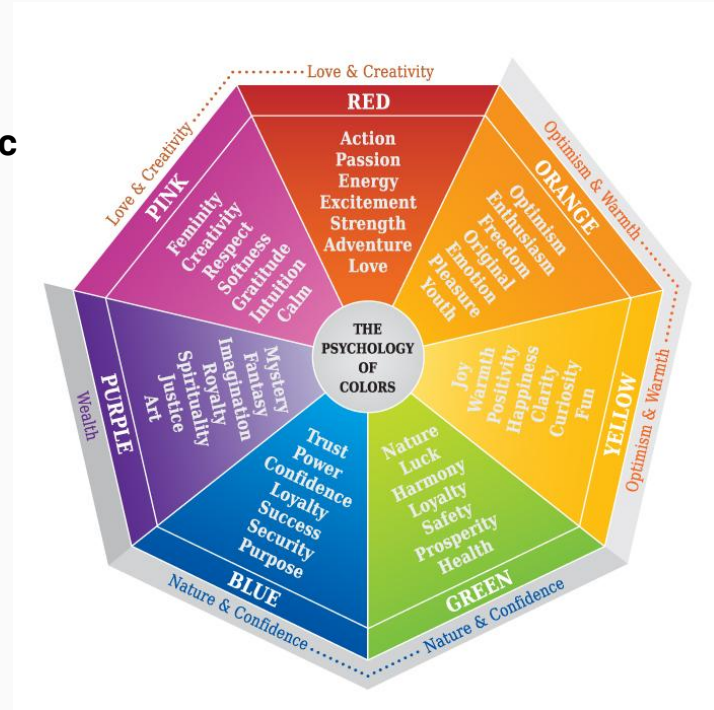 c
Love & Creativity
RED
Action
Passion
Energy
Excitement
Strength
Adventure
Love
Optimism & Warmth
ORANGE
Optimism
Enthusiasm
Freedom
Original
Emotion
Pleasure
Youth
Optimism & Warmth
YELLOW
Joy
Warmth
Positivity
Happiness
Clarity
Curiosity
Fun
Nature & Confidence
GREEN
Nature
Luck
Harmony
Loyalty
Safety
Prosperity
Health
Nature & Confidence
BLUE
Trust
Power
Confidence
Loyalty
Success
Security
Purpose
Wealth
PURPLE
Mystery
Fantasy
Imagination
Royalty
Spirituality
Justice
Art
Love & Creativity
PINK
Feminity
Creativity
Respect
Softness
Gratitude
Intuition
Calm
THE
PSYCHOLOGY
OF
COLORS